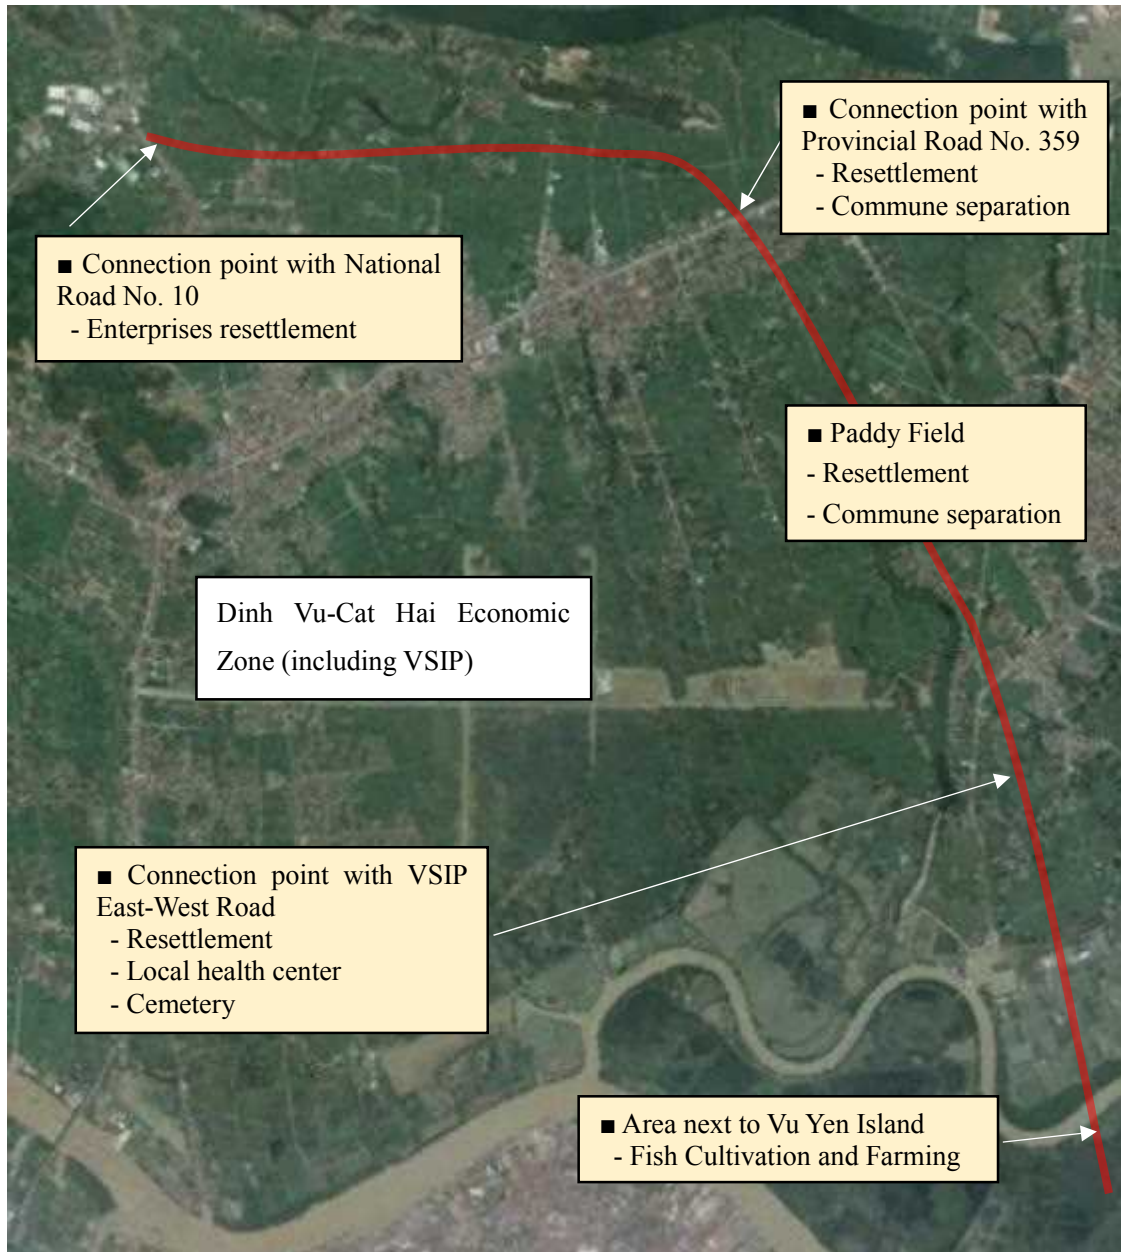 ■ Connection point with
Provincial Road No. 359
- Resettlement
- Commune separation
■ Connection point with National
Road No. 10
- Enterprises resettlement
■ Paddy Field
- Resettlement
- Commune separation
Dinh Vu-Cat Hai Economic
Zone (including VSIP)
■ Connection point with VSIP
East-West Road
- Resettlement
- Local health center
- Cemetery
■ Area next to Vu Yen Island
- Fish Cultivation and Farming